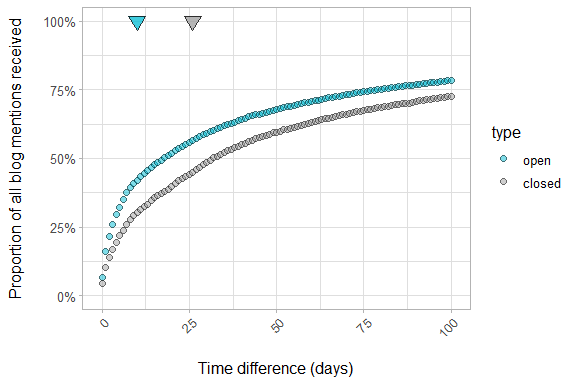 Proportion of all blog mentions received
100%
75%
50%
25%
0%
0
25
50
75
100
Time difference (days)
type
open
closed